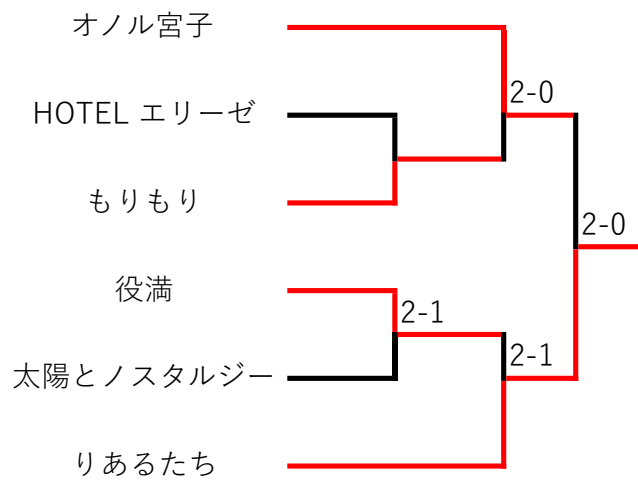 オノル宮子
2-0
HOTEL エリーゼ
もりもり
2-0
役満
2-1
2-1
太陽とノスタルジー
りあるたち